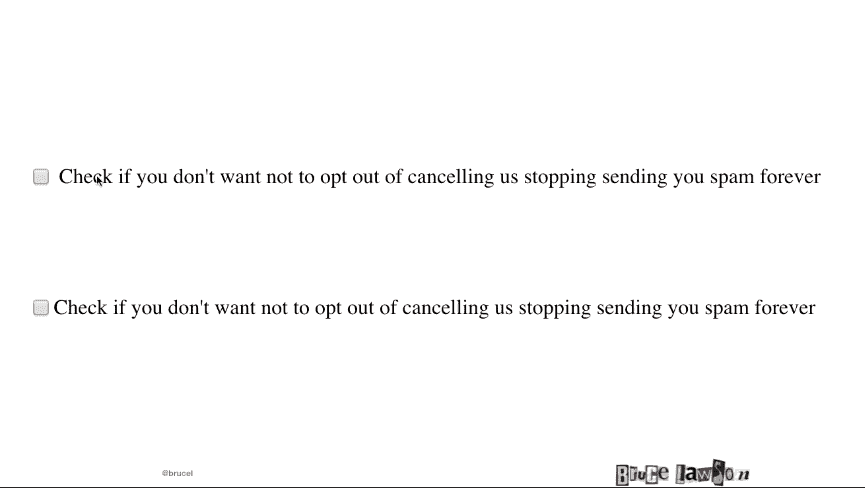 Check if you don't want not to opt out of cancelling us stopping sending you spam forever
Check if you don't want not to opt out of cancelling us stopping sending you spam forever
@brucel
Bruce Lawson